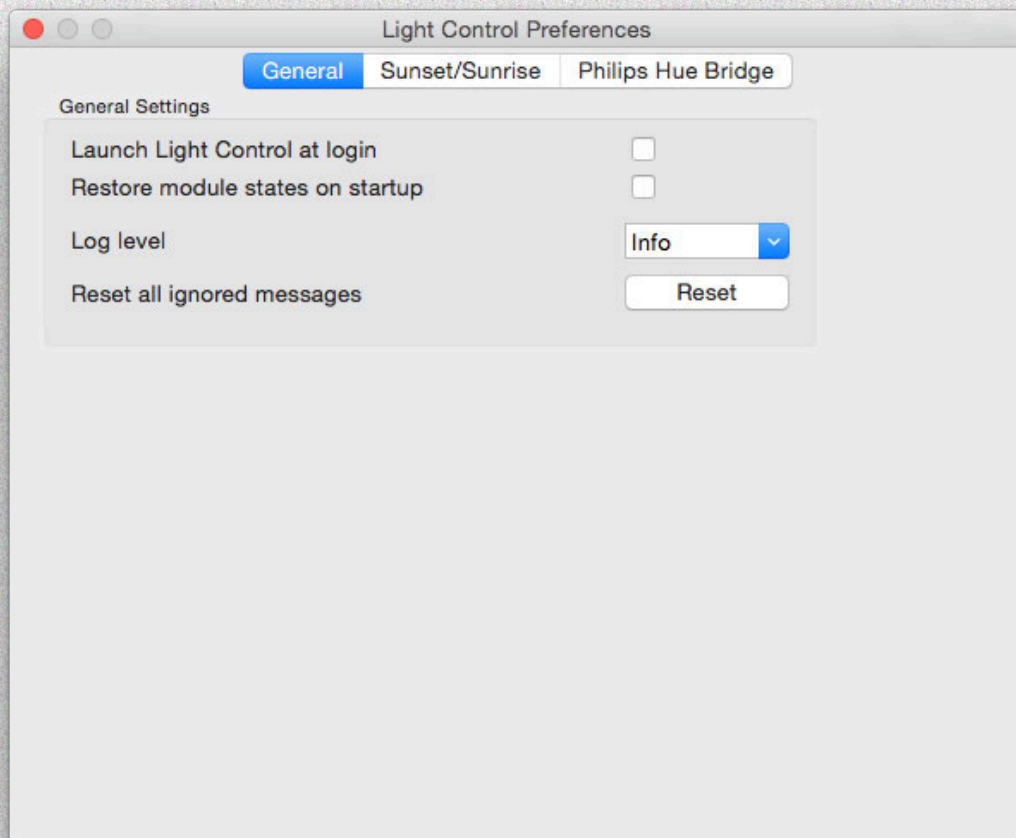 Light Control Preferences
General Sunset/Sunrise Philips Hue Bridge
General Settings
Launch Light Control at login
Restore module states on startup
Log level Info
Reset all ignored messages Reset